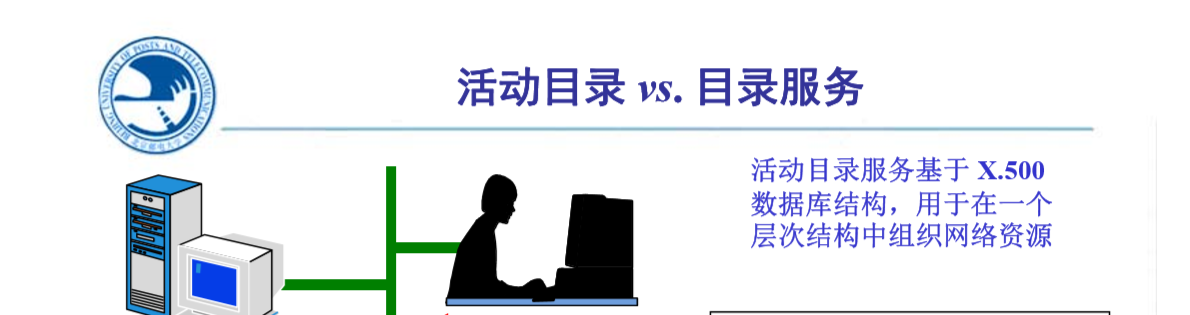 BEIJING UNIVERSITY OF POSTS AND TELECOMMUNICATIONS
北京邮电大学
活动目录 vs. 目录服务
活动目录服务基于 X.500
数据库结构，用于在一个
层次结构中组织网络资源